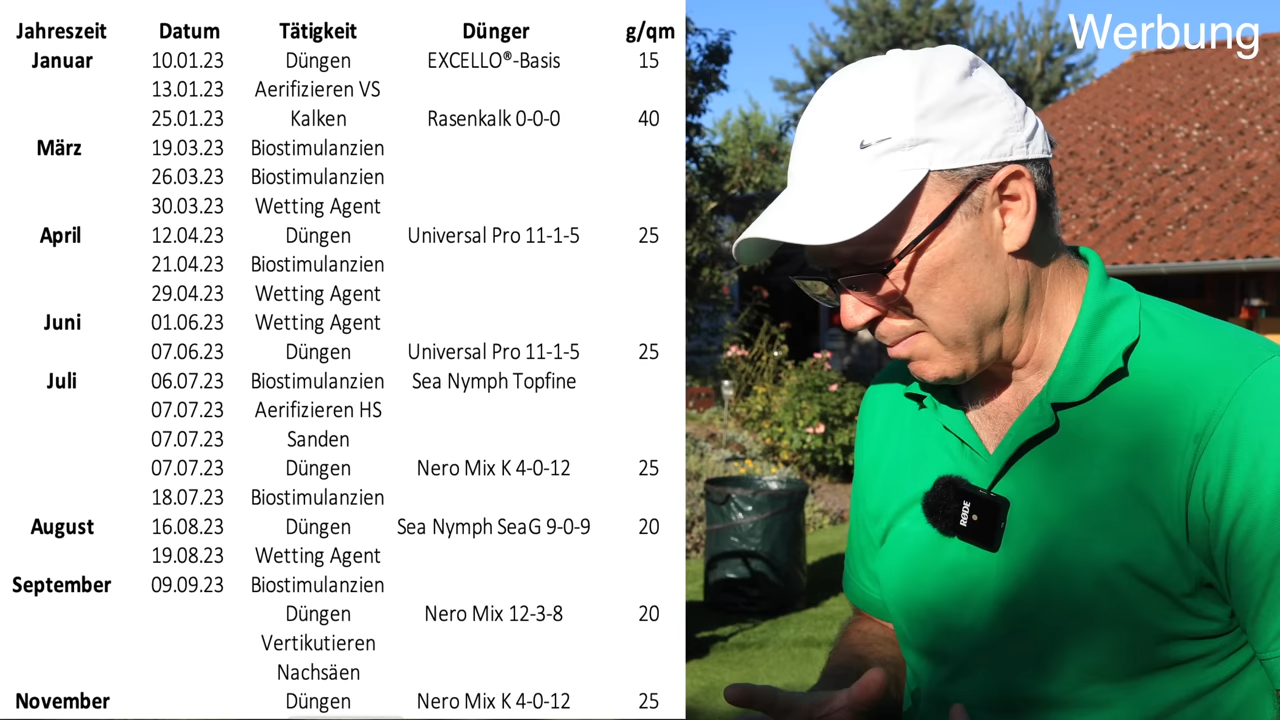 Jahreszeit Datum Tätigkeit Dünger g/qm
Januar 10.01.23 Düngen EXCELLO®-Basis 15
13.01.23 Aerifizieren VS
25.01.23 Kalken Rasenkalk 0-0-0 40
März 19.03.23 Biostimulanzien
26.03.23 Biostimulanzien
30.03.23 Wetting Agent
April 12.04.23 Düngen Universal Pro 11-1-5 25
21.04.23 Biostimulanzien
29.04.23 Wetting Agent
Juni 01.06.23 Wetting Agent
07.06.23 Düngen Universal Pro 11-1-5 25
Juli 06.07.23 Biostimulanzien Sea Nymph Topfine
07.07.23 Aerifizieren HS
07.07.23 Sanden
07.07.23 Düngen Nero Mix K 4-0-12 25
18.07.23 Biostimulanzien
August 16.08.23 Düngen Sea Nymph SeaG 9-0-9 20
19.08.23 Wetting Agent
September 09.09.23 Biostimulanzien
Düngen Nero Mix 12-3-8 20
Vertikutieren
Nachsäen
November Düngen Nero Mix K 4-0-12 25
Werbung
RØDE